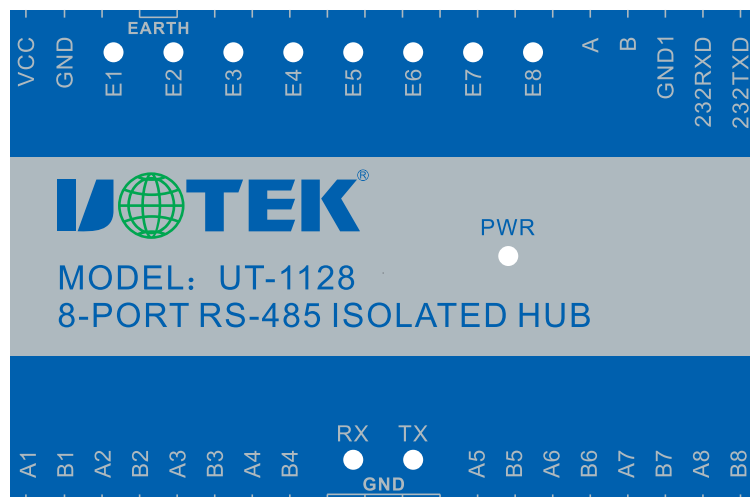 EARTH
VCC GND E1 E2 E3 E4 E5 E6 E7 E8 A B GND1 232RXD 232TXD
UTEK®
PWR
MODEL: UT-1128
8-PORT RS-485 ISOLATED HUB
RX TX
A1 B1 A2 B2 A3 B3 A4 B4 A5 B5 A6 B6 A7 B7 A8 B8
GND